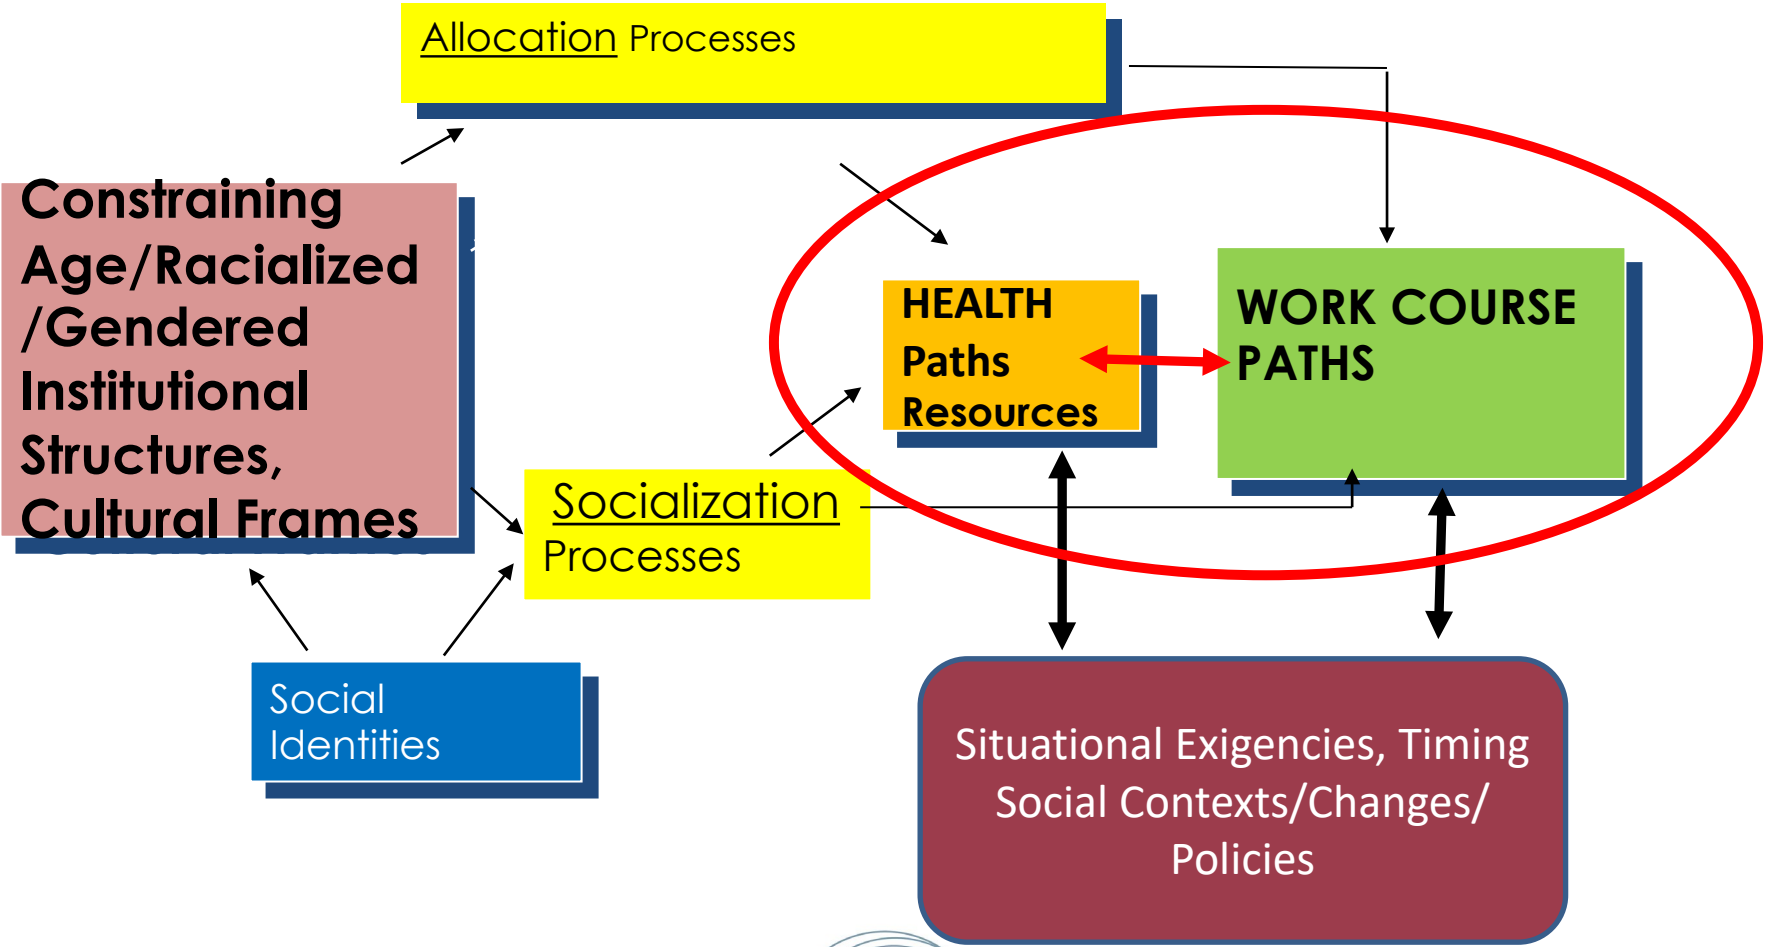 Allocation Processes
Constraining
Age/Racialized
/Gendered
Institutional
Structures,
Cultural Frames
HEALTH
Paths
Resources
WORK COURSE
PATHS
Socialization
Processes
Social
Identities
Situational Exigencies, Timing
Social Contexts/Changes/
Policies